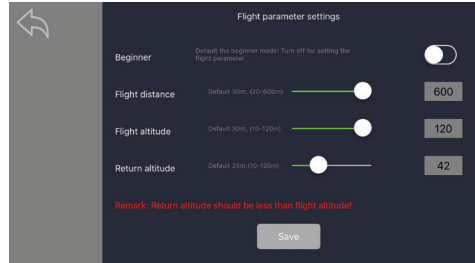 Flight parameter settings
Beginner
Default the beginner mode! Turn off for setting the
flight parameter
Flight distance
Default 30m, (20-600m)
600
Flight altitude
Default 30m, (10-120m)
120
Return altitude
Default 25m,(10-120m)
42
Remark: Return altitude should be less than flight altitude!
Save